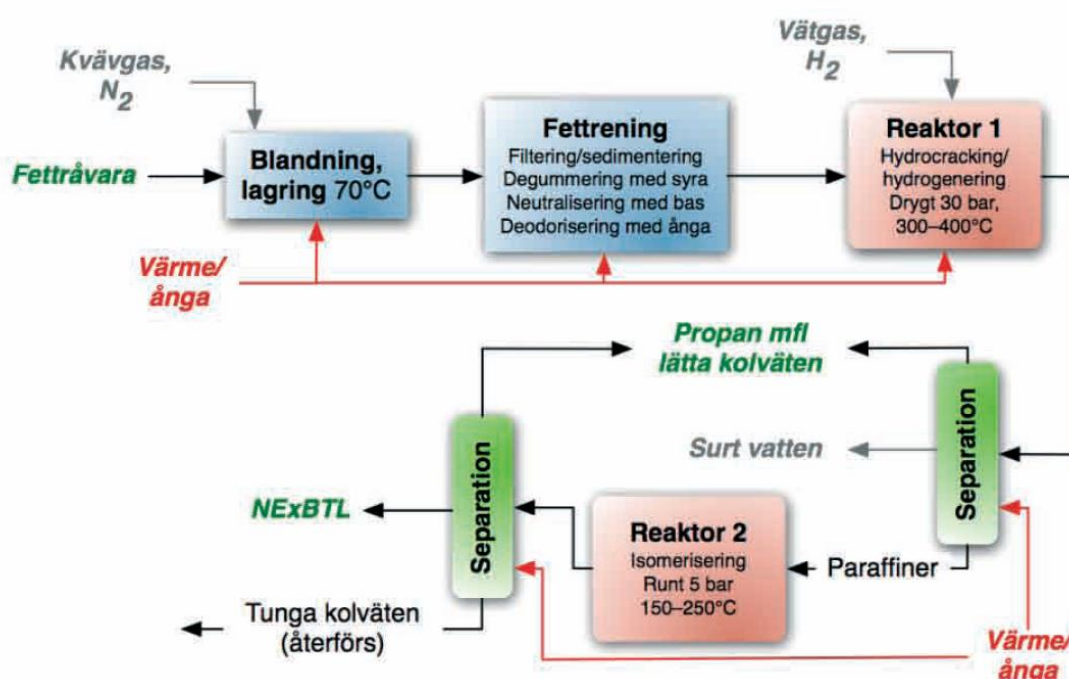 Kvävgas,
N2
Vätgas,
H2
Fettråvara
Blandning,
lagring 70°C
Fettrening
Filtering/sedimentering
Degummering med syra
Neutralisering med bas
Deodorisering med ånga
Reaktor 1
Hydrocracking/
hydrogenering
Drygt 30 bar,
300–400°C
Värme/
ånga
Propan mfl
lätta kolväten
Separation
Surt vatten
Separation
NExBTL
Reaktor 2
Isomerisering
Runt 5 bar
150–250°C
Paraffiner
Tunga kolväten
(återförs)
Värme/
ånga